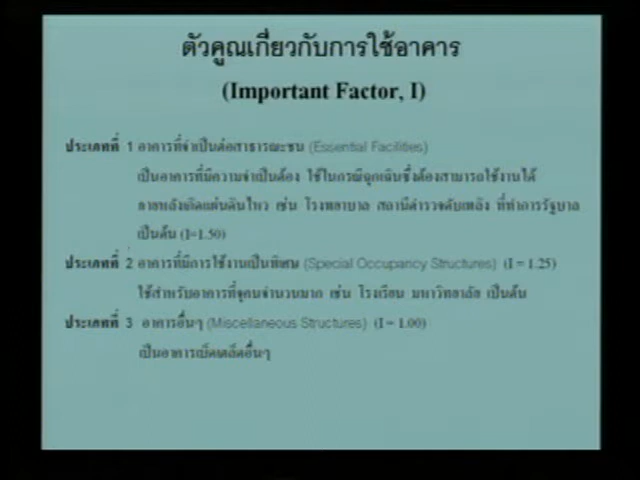 ตัวคูณเกี่ยวกับการใช้อาคาร
(Important Factor, I)
ประเภทที่ 1 อาคารที่จำเป็นต่อสาธารณะชน (Essential Facilities)
เป็นอาคารที่มีความจำเป็นต้อง ใช้ในกรณีฉุกเฉินซึ่งต้องสามารถใช้งานได้
ภายหลังเกิดแผ่นดินไหว เช่น โรงพยาบาล สถานีตำรวจดับเพลิง ที่ทำการรัฐบาล
เป็นต้น (I=1.50)
ประเภทที่ 2 อาคารที่มีการใช้งานเป็นพิเศษ (Special Occupancy Structures) (I = 1.25)
ใช้สำหรับอาคารที่จุคนจำนวนมาก เช่น โรงเรียน มหาวิทยาลัย เป็นต้น
ประเภทที่ 3 อาคารอื่นๆ (Miscellaneous Structures) (I = 1.00)
เป็นอาคารเบ็ดเตล็ดอื่นๆ